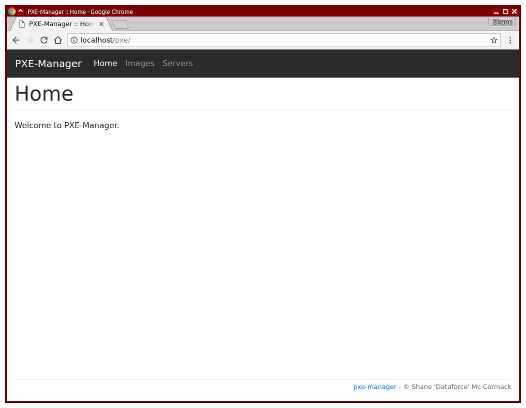 PXE-Manager :: Home - Google Chrome
PXE-Manager :: Hom
Shane
localhost/pxe/
PXE-Manager Home Images Servers
Home
Welcome to PXE-Manager.
pxe-manager - © Shane 'Dataforce' Mc Cormack